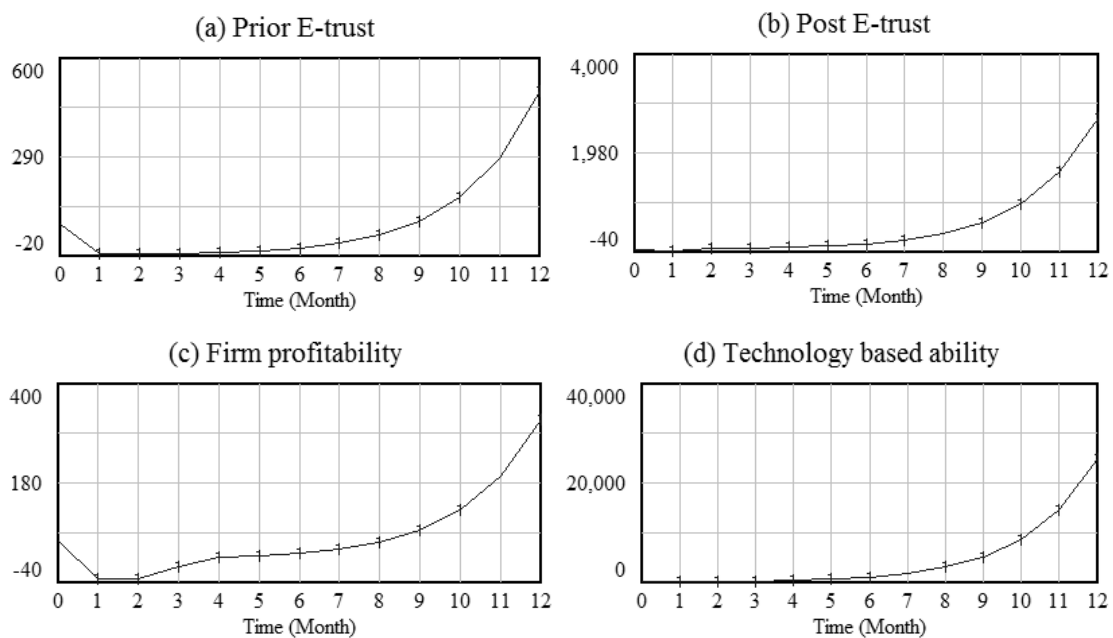 (a) Prior E-trust
600
290
-20
0 1 2 3 4 5 6 7 8 9 10 11 12
Time (Month)
(b) Post E-trust
4,000
1,980
-40
0 1 2 3 4 5 6 7 8 9 10 11 12
Time (Month)
(c) Firm profitability
400
180
-40
0 1 2 3 4 5 6 7 8 9 10 11 12
Time (Month)
(d) Technology based ability
40,000
20,000
0
0 1 2 3 4 5 6 7 8 9 10 11 12
Time (Month)